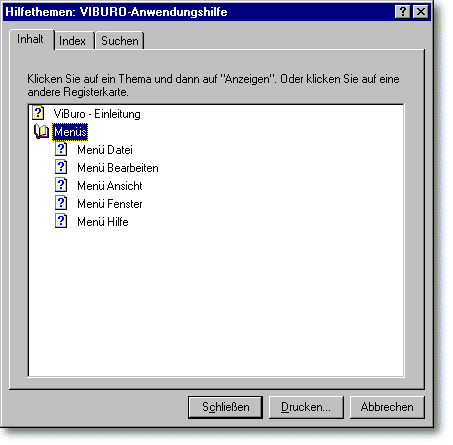 Hilfethemen: VIBURO-Anwendungshilfe
Inhalt Index Suchen
Klicken Sie auf ein Thema und dann auf "Anzeigen". Oder klicken Sie auf eine
andere Registerkarte.
ViBuro - Einleitung
Menüs
Menü Datei
Menü Bearbeiten
Menü Ansicht
Menü Fenster
Menü Hilfe
Schließen Drucken... Abbrechen